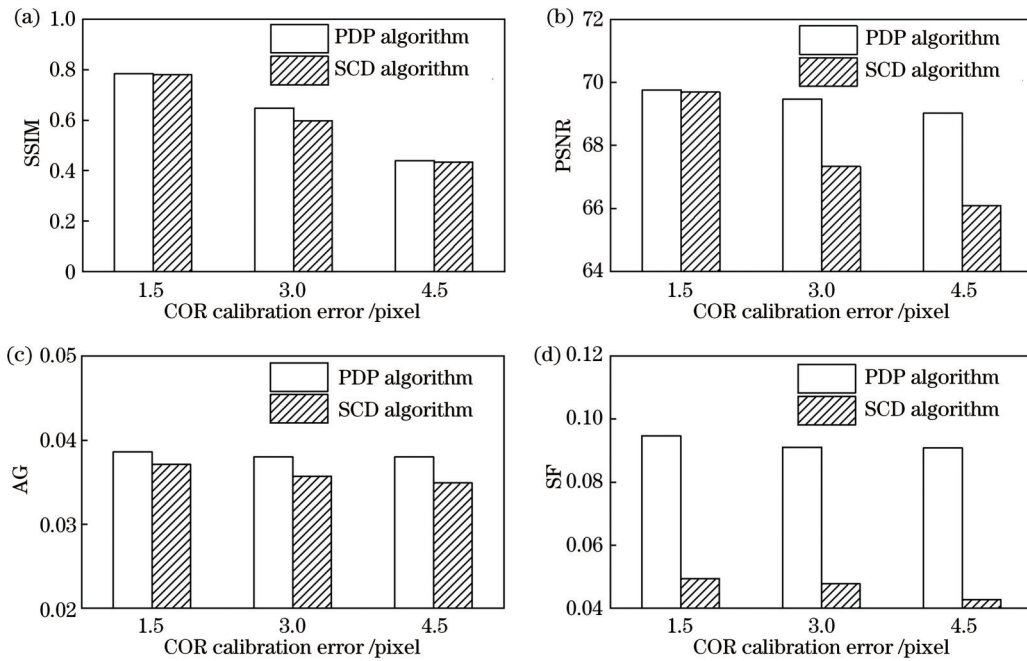 (a)
1.0
0.8
0.6
0.4
0.2
0
SSIM
PDP algorithm
SCD algorithm
1.5 3.0 4.5
COR calibration error /pixel
(b)
72
70
68
66
64
PSNR
PDP algorithm
SCD algorithm
1.5 3.0 4.5
COR calibration error /pixel
(c)
0.05
0.04
0.03
0.02
AG
PDP algorithm
SCD algorithm
1.5 3.0 4.5
COR calibration error /pixel
(d)
0.12
0.10
0.08
0.06
0.04
SF
PDP algorithm
SCD algorithm
1.5 3.0 4.5
COR calibration error /pixel